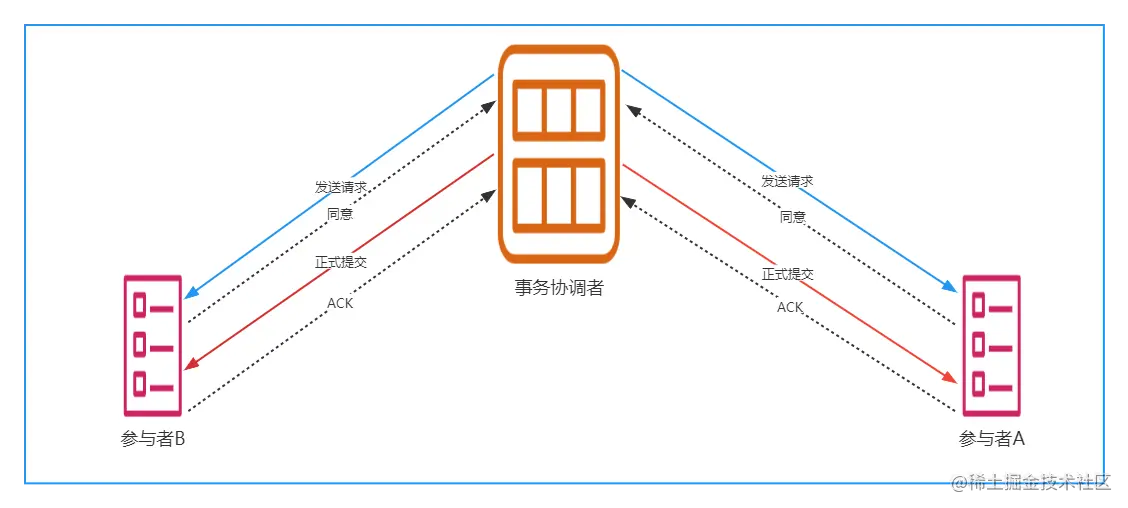 发送请求
发送请求
同意
同意
正式提交
正式提交
事务协调者
ACK
ACK
参与者B
参与者A
@稀土掘金技术社区